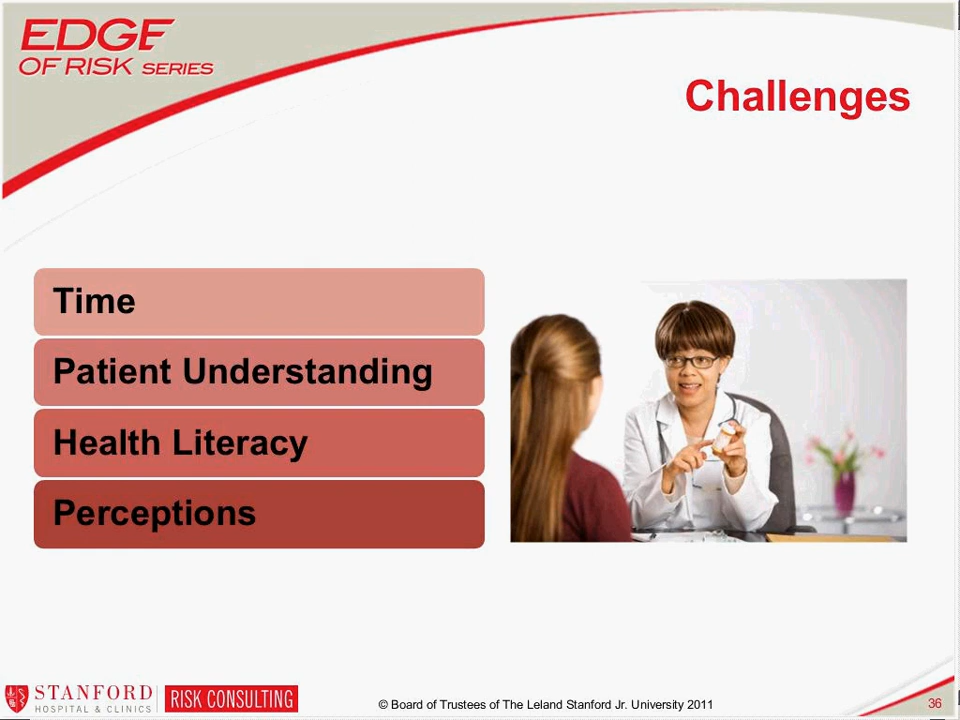 EDGE
OF RISK SERIES
Challenges
Time
Patient Understanding
Health Literacy
Perceptions
STANFORD
HOSPITAL & CLINICS
RISK CONSULTING
© Board of Trustees of The Leland Stanford Jr. University 2011
36